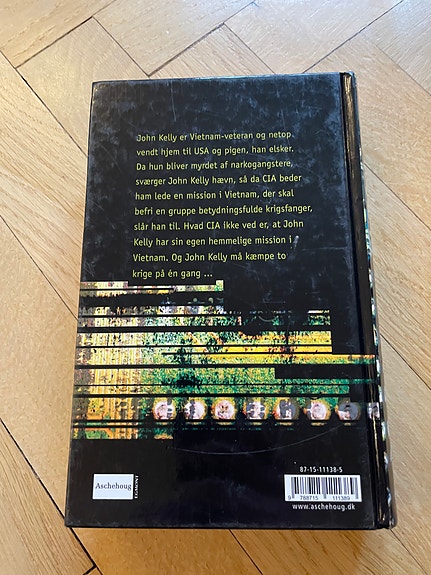 John Kelly er Vietnam-veteran og netop
vendt hjem til USA og pigen, han elsker.
Da hun bliver myrdet af narkogangstere,
sværger John Kelly hævn, så da CIA beder
ham lede en mission i Vietnam, der skal
befri en gruppe betydningsfulde krigsfanger,
slår han til. Hvad CIA ikke ved er, at John
Kelly har sin egen hemmelige mission i
Vietnam. Og John Kelly må kæmpe to
krige på én gang ...
Aschehoug
EGMONT
87-15-11138-5
9 788715 111389
www.aschehoug.dk